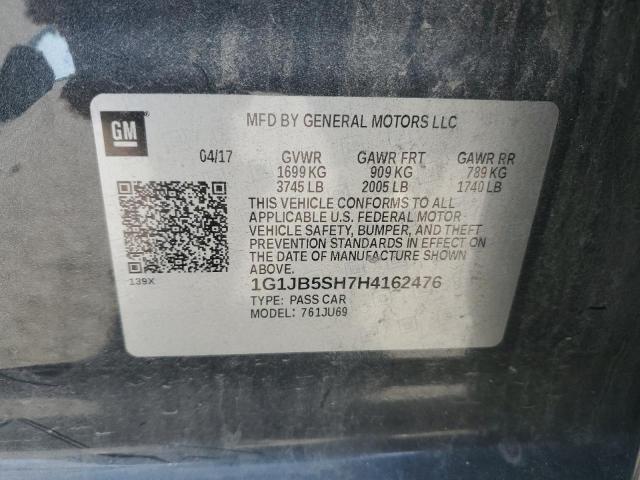 GM
MFD BY GENERAL MOTORS LLC
04/17 GVWR GAWR FRT GAWR RR
1699 KG 909 KG 789 KG
3745 LB 2005 LB 1740 LB
THIS VEHICLE CONFORMS TO ALL
APPLICABLE U.S. FEDERAL MOTOR
VEHICLE SAFETY, BUMPER, AND THEFT
PREVENTION STANDARDS IN EFFECT ON
THE DATE OF MANUFACTURE SHOWN
ABOVE.
139X
1G1JB5SH7H4162476
TYPE: PASS CAR
MODEL: 761JU69